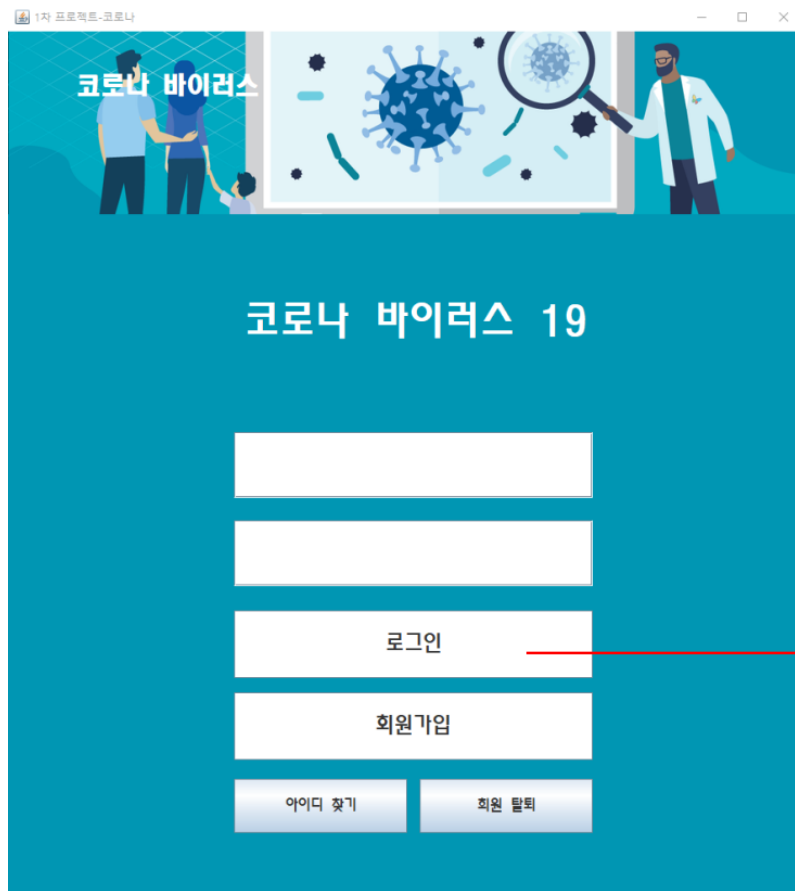 1차 프로젝트-코로나
코로나 바이러스
코로나 바이러스 19
로그인
회원가입
아이디 찾기
회원 탈퇴